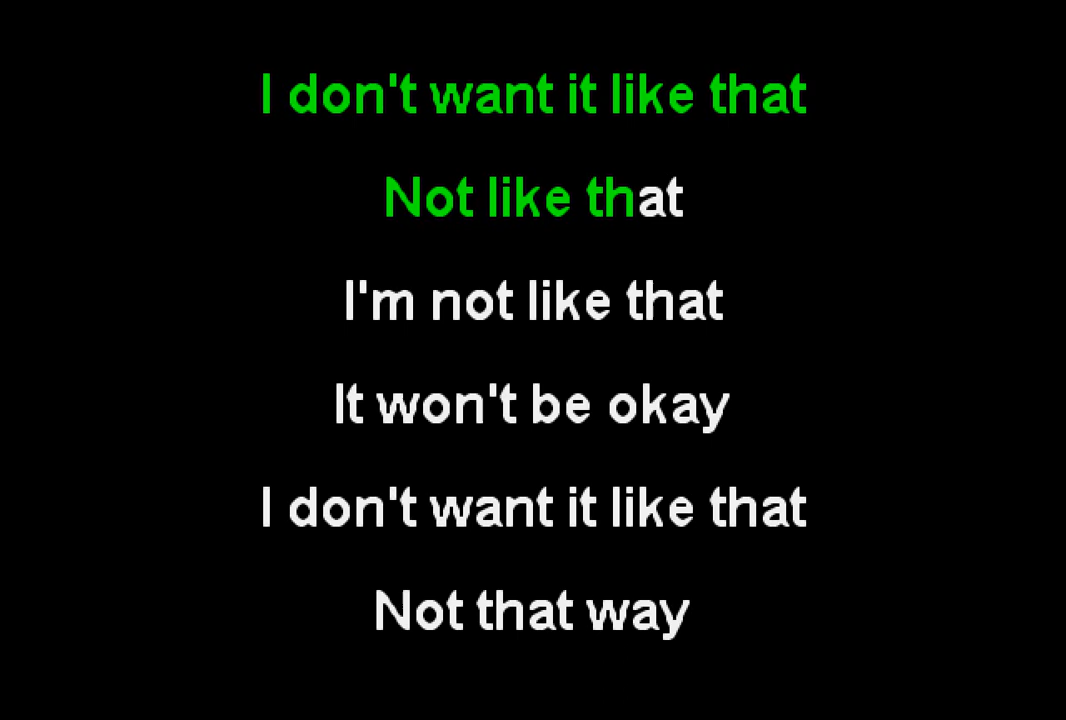 I don't want it like that
Not like that
I'm not like that
It won't be okay
I don't want it like that
Not that way